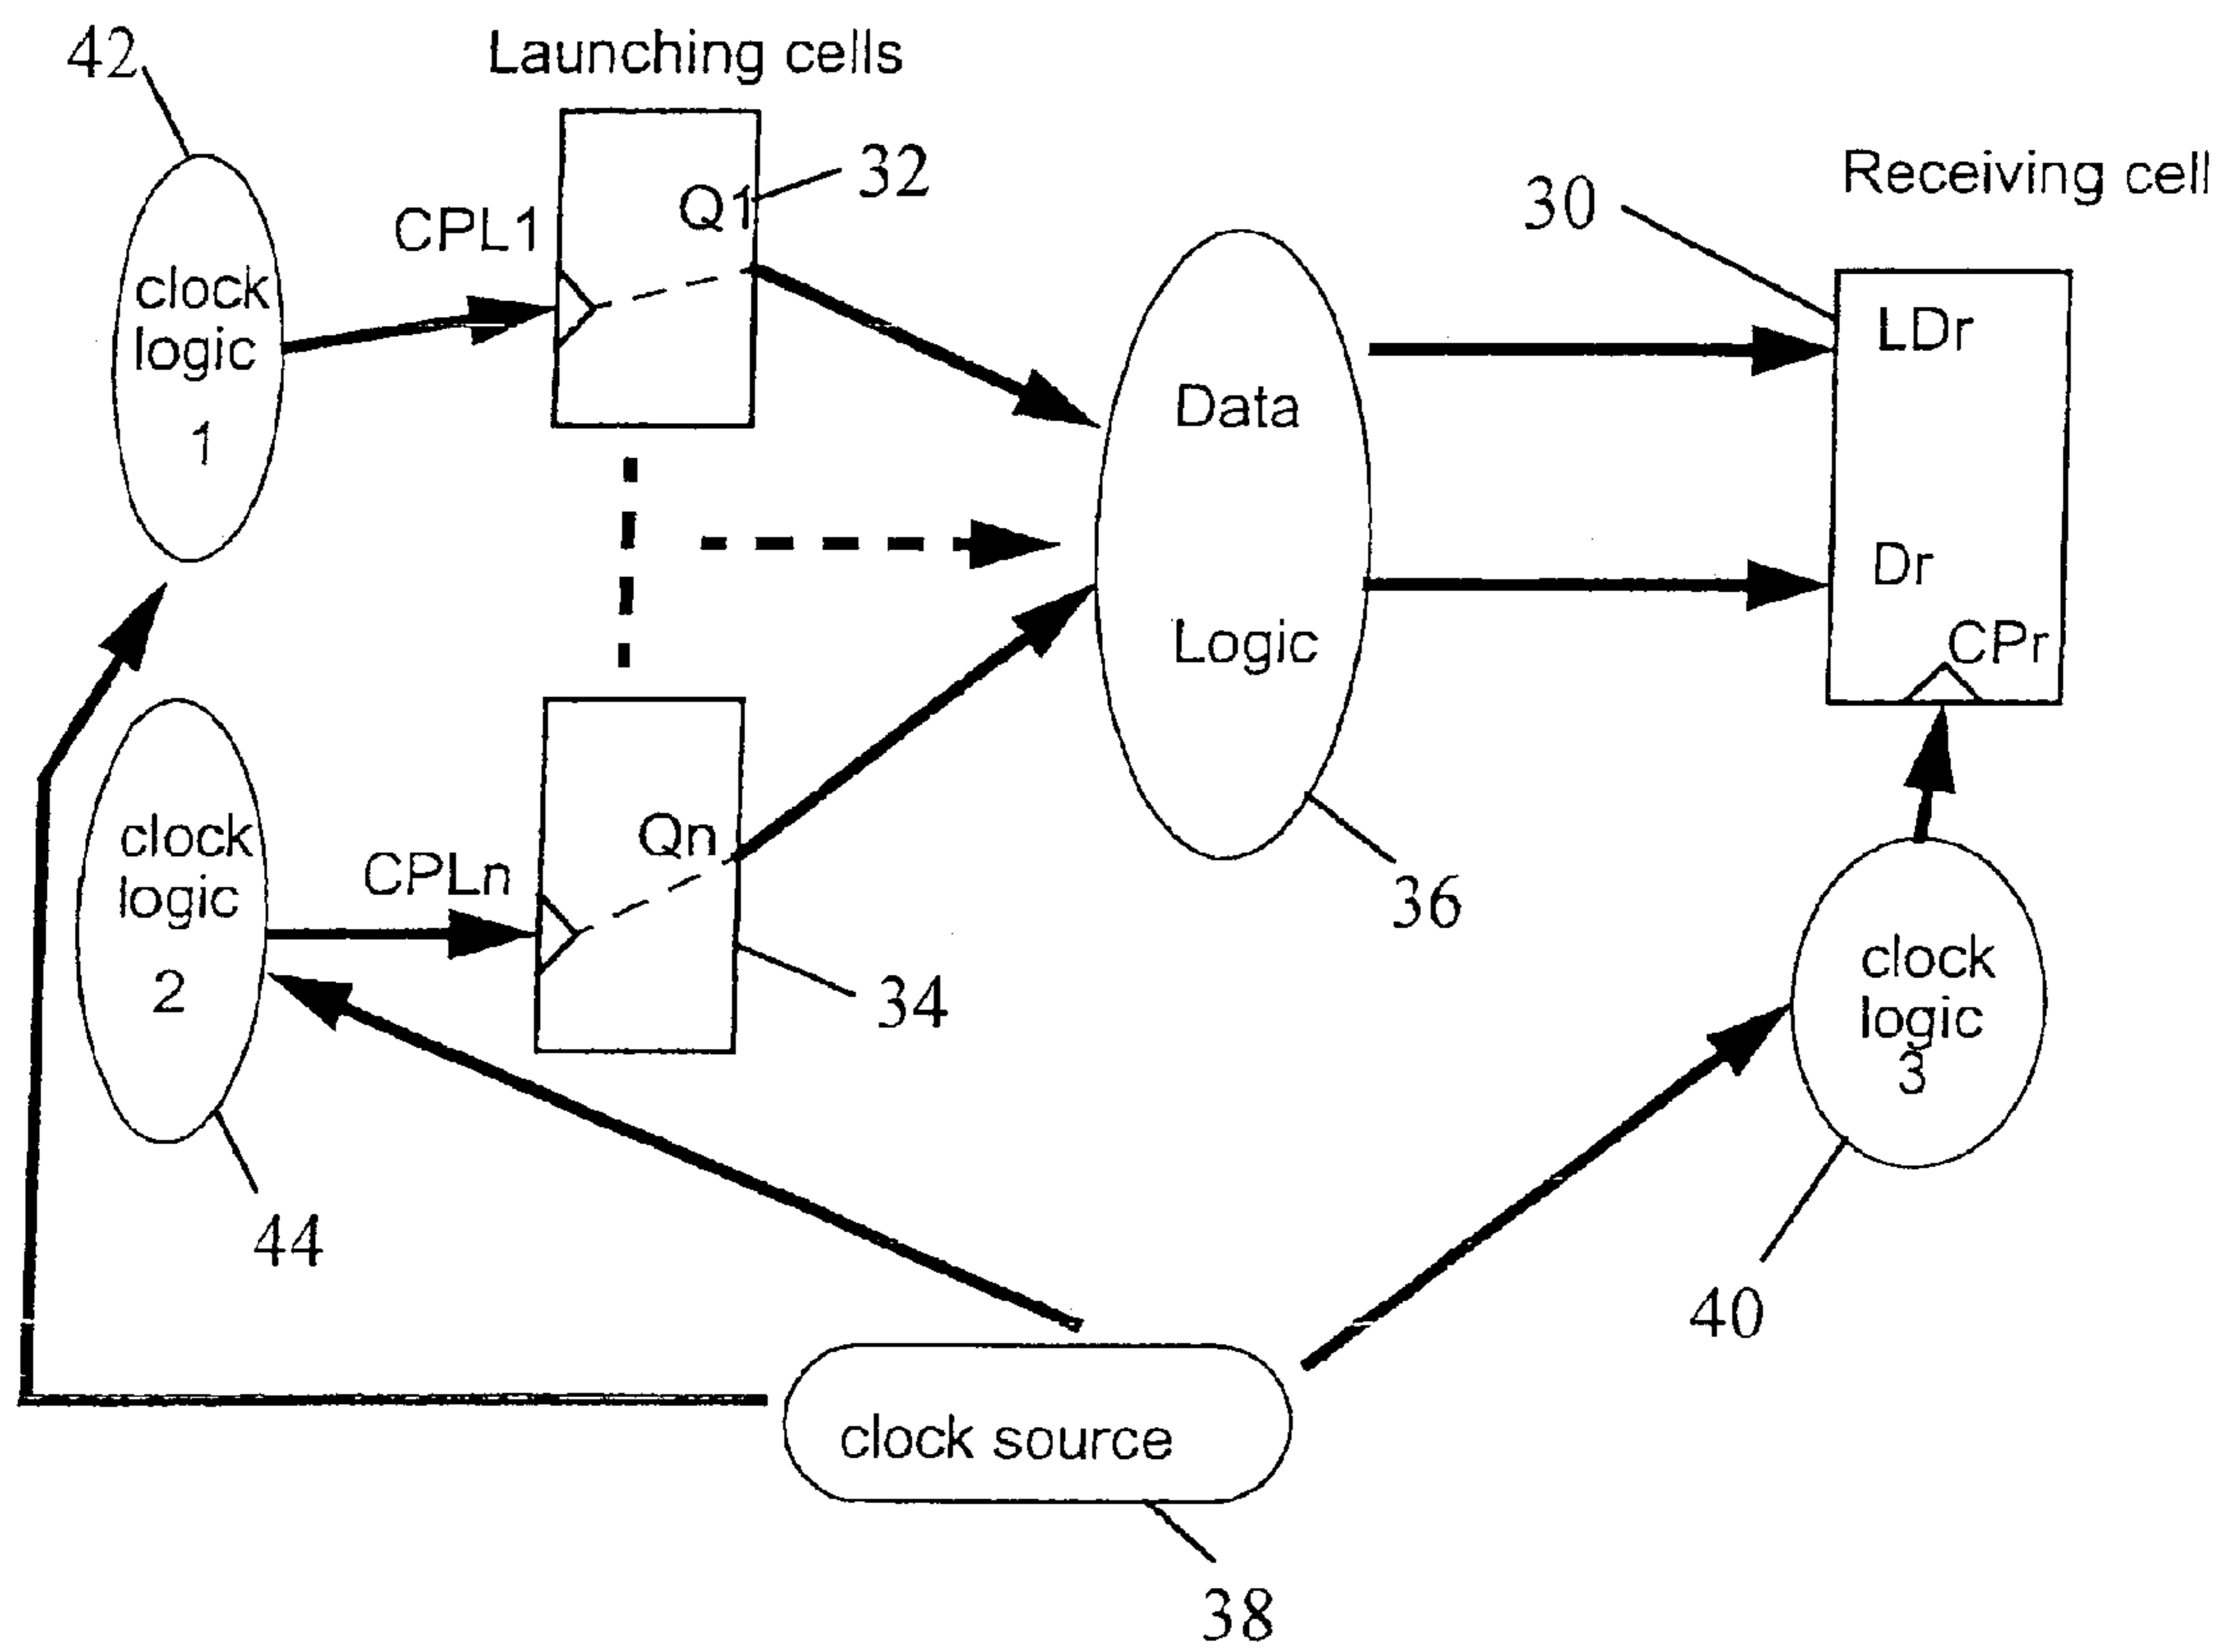 42
Launching cells
32
Receiving cell
30
Q1
CPL1
clock
logic
1
LDr
Data
Dr
Logic
CPr
clock
logic
2
Qn
CPLn
36
34
clock
logic
3
44
40
clock source
38